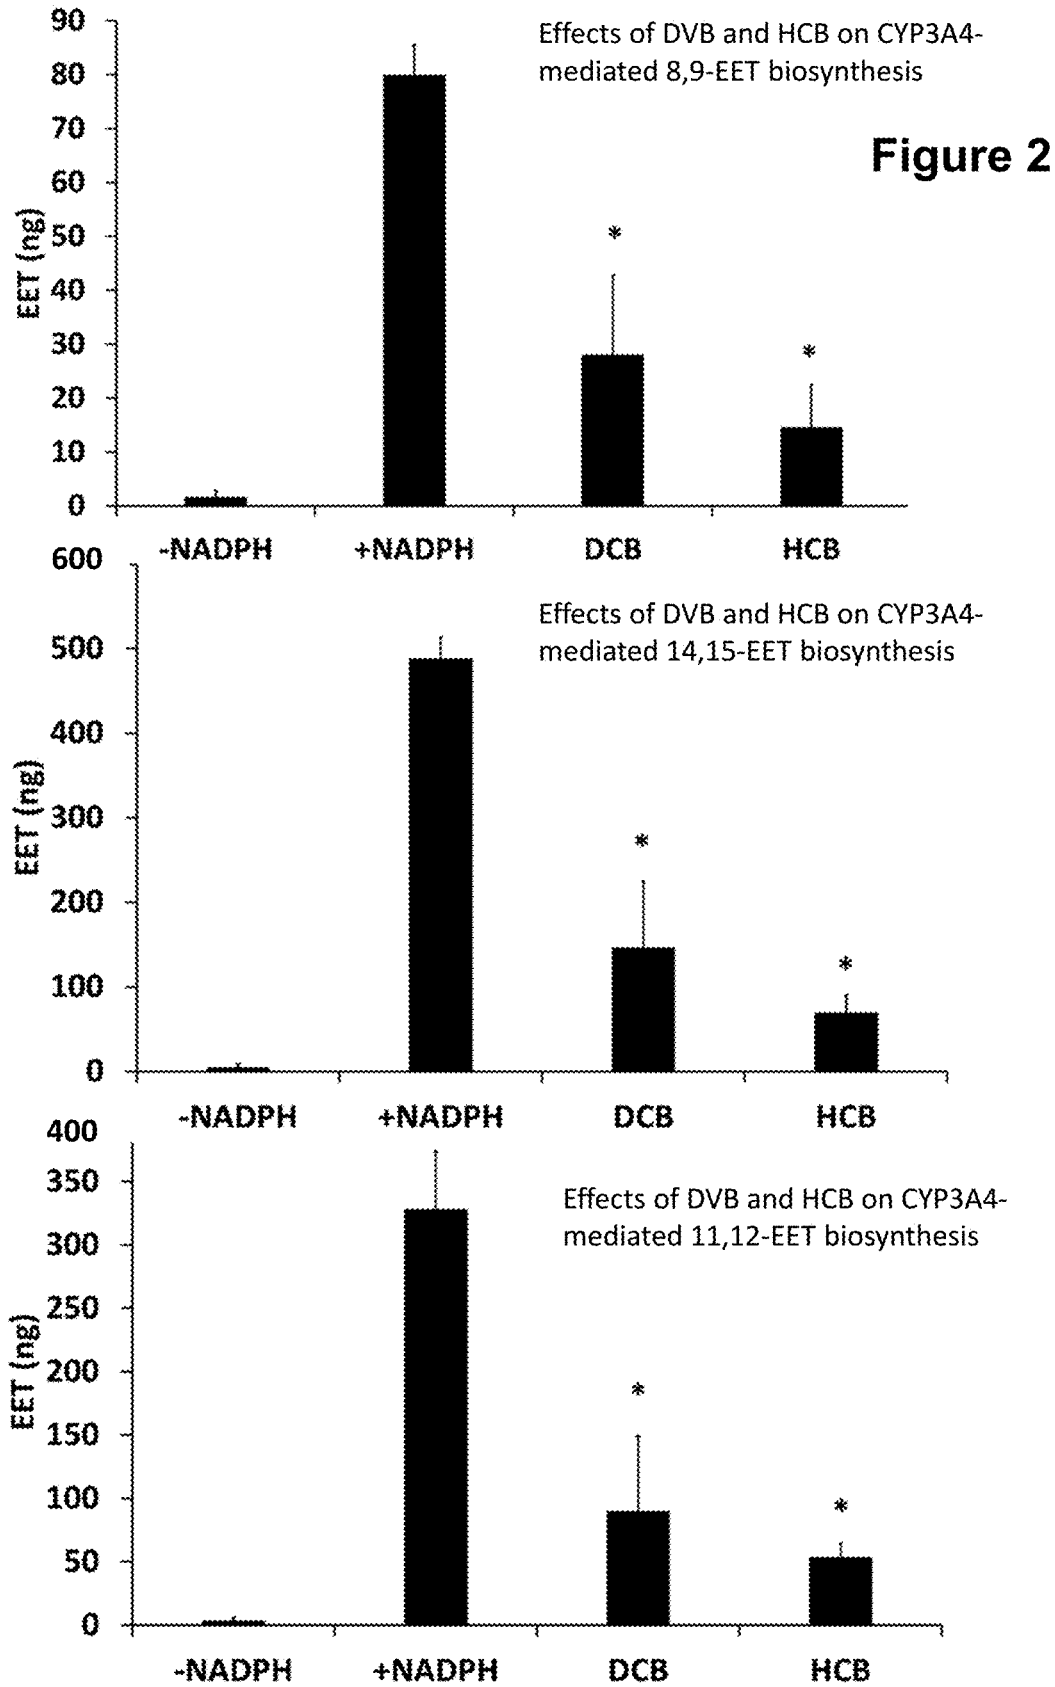 Effects of DVB and HCB on CYP3A4-
mediated 8,9-EET biosynthesis
Figure 2
EET (ng)
90
80
70
60
50
40
30
20
10
0
-NADPH +NADPH DCB HCB
Effects of DVB and HCB on CYP3A4-
mediated 14,15-EET biosynthesis
EET (ng)
600
500
400
300
200
100
0
* *
-NADPH +NADPH DCB HCB
Effects of DVB and HCB on CYP3A4-
mediated 11,12-EET biosynthesis
EET (ng)
400
350
300
250
200
150
100
50
0
* *
-NADPH +NADPH DCB HCB